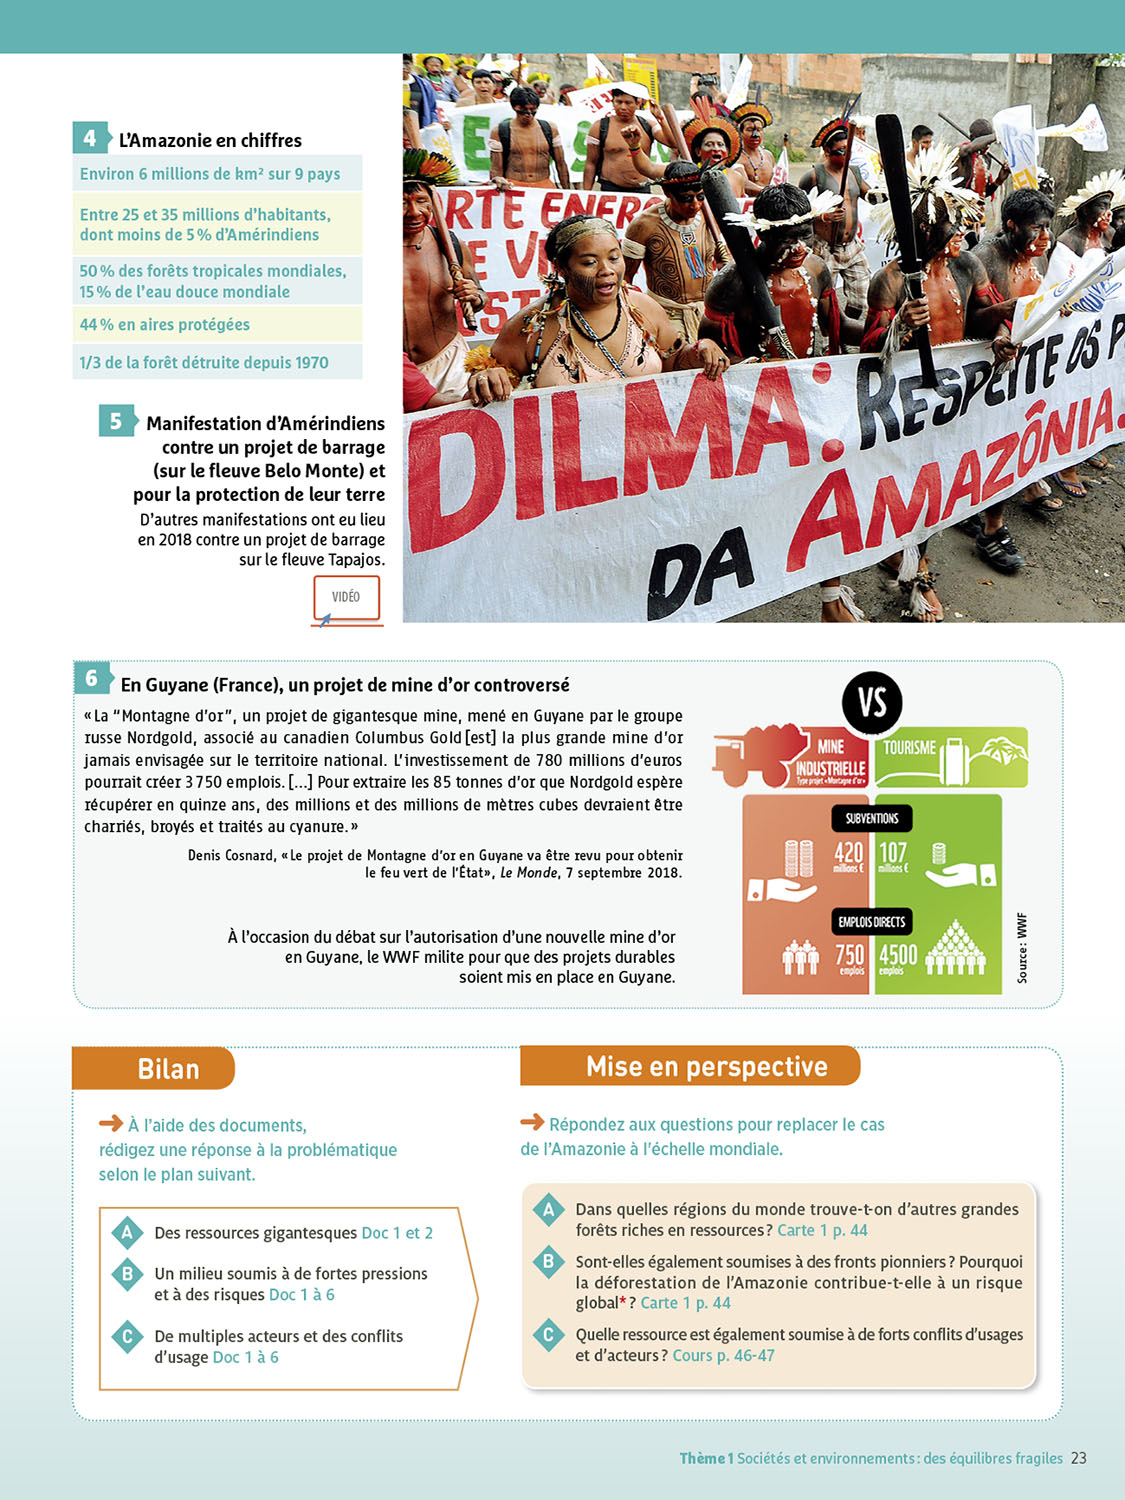 4 L'Amazonie en chiffres
Environ 6 millions de km² sur 9 pays
Entre 25 et 35 millions d'habitants,
dont moins de 5 % d'Amérindiens
50 % des forêts tropicales mondiales,
15 % de l'eau douce mondiale
44 % en aires protégées
1/3 de la forêt détruite depuis 1970
5 Manifestation d'Amérindiens
contre un projet de barrage
(sur le fleuve Belo Monte) et
pour la protection de leur terre
D'autres manifestations ont eu lieu
en 2018 contre un projet de barrage
sur le fleuve Tapajos.
VIDÉO
DILMA: RESPEITE OS P
DA AMAZÔNIA.
6 En Guyane (France), un projet de mine d'or controversé
« La "Montagne d'or", un projet de gigantesque mine, mené en Guyane par le groupe
russe Nordgold, associé au canadien Columbus Gold [est] la plus grande mine d'or
jamais envisagée sur le territoire national. L'investissement de 780 millions d'euros
pourrait créer 3 750 emplois. [...] Pour extraire les 85 tonnes d'or que Nordgold espère
récupérer en quinze ans, des millions et des millions de mètres cubes devraient être
charriés, broyés et traités au cyanure. »
Denis Cosnard, « Le projet de Montagne d'or en Guyane va être revu pour obtenir
le feu vert de l'État», Le Monde, 7 septembre 2018.
À l'occasion du débat sur l'autorisation d'une nouvelle mine d'or
en Guyane, le WWF milite pour que des projets durables
soient mis en place en Guyane.
VS
MINE
INDUSTRIELLE
Type projet «Montagne d'or»
TOURISME
SUBVENTIONS
420
millions €
107
millions €
EMPLOIS DIRECTS
750
emplois
4500
emplois
Source : WWF
Bilan
➜ À l'aide des documents,
rédigez une réponse à la problématique
selon le plan suivant.
A Des ressources gigantesques Doc 1 et 2
B Un milieu soumis à de fortes pressions
et à des risques Doc 1 à 6
C De multiples acteurs et des conflits
d'usage Doc 1 à 6
Mise en perspective
➜ Répondez aux questions pour replacer le cas
de l'Amazonie à l'échelle mondiale.
A Dans quelles régions du monde trouve-t-on d'autres grandes
forêts riches en ressources ? Carte 1 p. 44
B Sont-elles également soumises à des fronts pionniers ? Pourquoi
la déforestation de l'Amazonie contribue-t-elle à un risque
global* ? Carte 1 p. 44
C Quelle ressource est également soumise à de forts conflits d'usages
et d'acteurs ? Cours p. 46-47
Thème 1 Sociétés et environnements : des équilibres fragiles 23